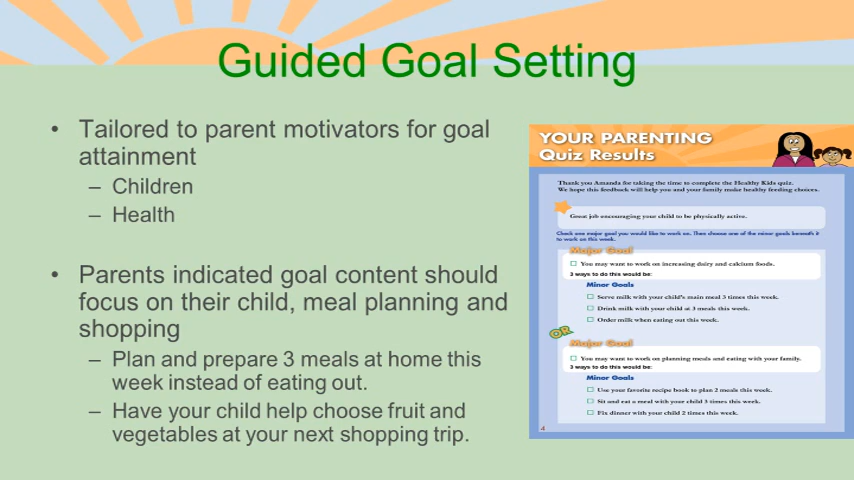 Guided Goal Setting
• Tailored to parent motivators for goal
attainment
– Children
– Health
• Parents indicated goal content should
focus on their child, meal planning and
shopping
– Plan and prepare 3 meals at home this
week instead of eating out.
– Have your child help choose fruit and
vegetables at your next shopping trip.
YOUR PARENTING
Quiz Results
Thank you Amanda for taking the time to complete the Healthy Kids quiz.
We hope this feedback will help you and your family make healthy feeding choices.
Great job encouraging your child to be physically active.
Check one major goal you would like to work on. Then choose one of the minor goals beneath it
to work on this week.
Major Goal
You may want to work on increasing dairy and calcium foods.
3 ways to do this would be:
Minor Goals
Serve milk with your child's main meal 3 times this week.
Drink milk with your child at 3 meals this week.
Order milk when eating out this week.
OR
Major Goal
You may want to work on planning meals and eating with your family.
3 ways to do this would be:
Minor Goals
Use your favorite recipe book to plan 2 meals this week.
Sit and eat a meal with your child 3 times this week.
Fix dinner with your child 2 times this week.
4